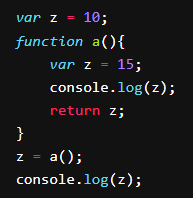 var z = 10;
function a(){
    var z = 15;
    console.log(z);
    return z;
}
z = a();
console.log(z);